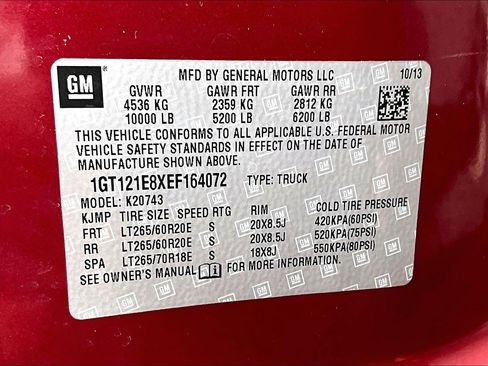 GM
MFD BY GENERAL MOTORS LLC 10/13
GVWR GAWR FRT GAWR RR
4536 KG 2359 KG 2812 KG
10000 LB 5200 LB 6200 LB
THIS VEHICLE CONFORMS TO ALL APPLICABLE U.S. FEDERAL MOTOR
VEHICLE SAFETY STANDARDS IN EFFECT ON THE DATE OF
MANUFACTURE SHOWN ABOVE.
1GT121E8XEF164072 TYPE: TRUCK
MODEL: K20743
KJMP TIRE SIZE SPEED RTG RIM COLD TIRE PRESSURE
FRT LT265/60R20E S 20X8.5J 420KPA(60PSI)
RR LT265/60R20E S 20X8.5J 520KPA(75PSI)
SPA LT265/70R18E S 18X8J 550KPA(80PSI)
SEE OWNER'S MANUAL FOR MORE INFORMATION.